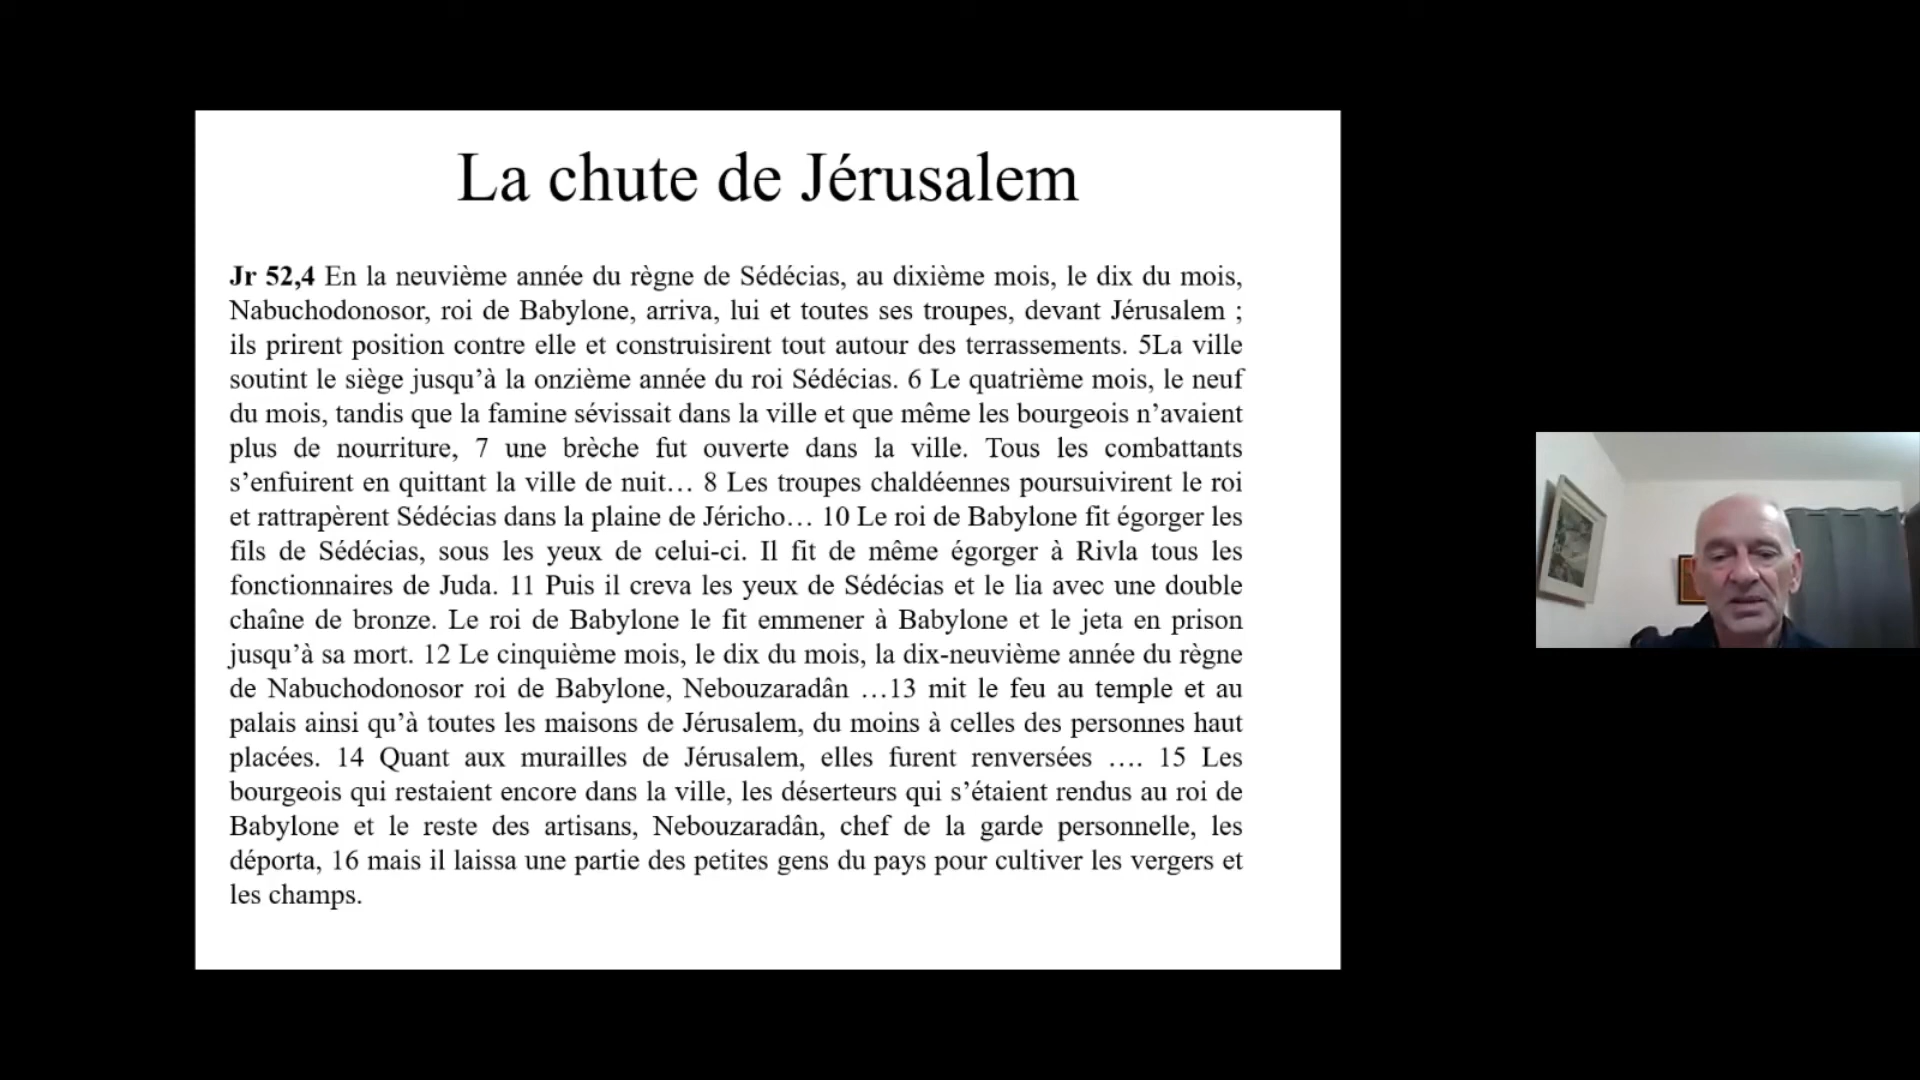 La chute de Jérusalem
Jr 52,4 En la neuvième année du règne de Sédécias, au dixième mois, le dix du mois,
Nabuchodonosor, roi de Babylone, arriva, lui et toutes ses troupes, devant Jérusalem ;
ils prirent position contre elle et construisirent tout autour des terrassements. 5La ville
soutint le siège jusqu’à la onzième année du roi Sédécias. 6 Le quatrième mois, le neuf
du mois, tandis que la famine sévissait dans la ville et que même les bourgeois n’avaient
plus de nourriture, 7 une brèche fut ouverte dans la ville. Tous les combattants
s’enfuirent en quittant la ville de nuit… 8 Les troupes chaldéennes poursuivirent le roi
et rattrapèrent Sédécias dans la plaine de Jéricho… 10 Le roi de Babylone fit égorger les
fils de Sédécias, sous les yeux de celui-ci. Il fit de même égorger à Rivla tous les
fonctionnaires de Juda. 11 Puis il creva les yeux de Sédécias et le lia avec une double
chaîne de bronze. Le roi de Babylone le fit emmener à Babylone et le jeta en prison
jusqu’à sa mort. 12 Le cinquième mois, le dix du mois, la dix-neuvième année du règne
de Nabuchodonosor roi de Babylone, Nebouzaradân …13 mit le feu au temple et au
palais ainsi qu’à toutes les maisons de Jérusalem, du moins à celles des personnes haut
placées. 14 Quant aux murailles de Jérusalem, elles furent renversées …. 15 Les
bourgeois qui restaient encore dans la ville, les déserteurs qui s’étaient rendus au roi de
Babylone et le reste des artisans, Nebouzaradân, chef de la garde personnelle, les
déporta, 16 mais il laissa une partie des petites gens du pays pour cultiver les vergers et
les champs.